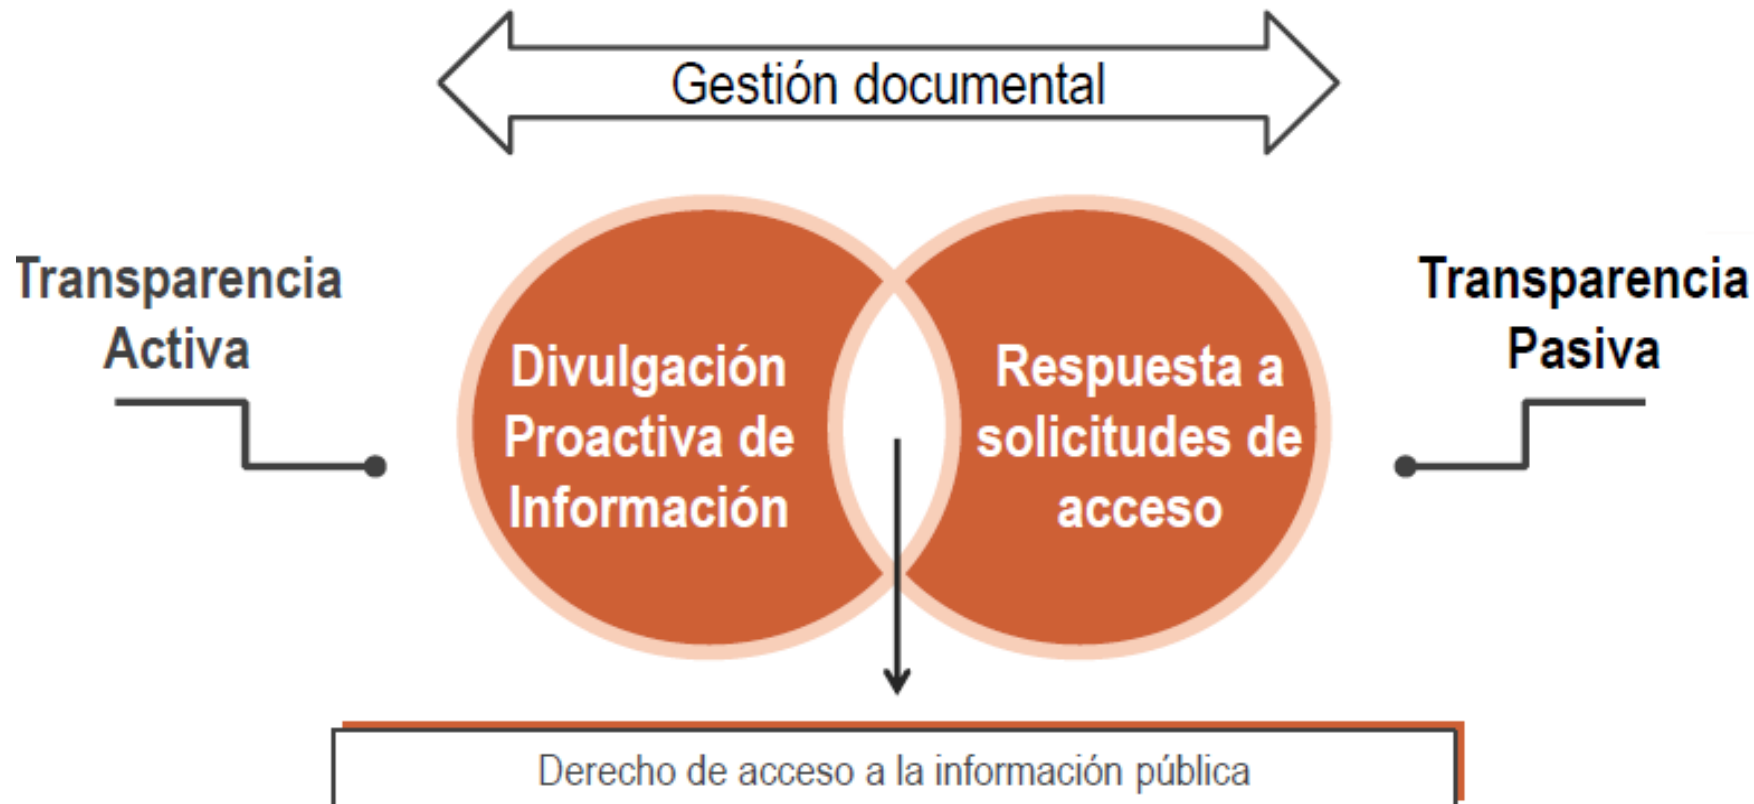 Gestión documental
Transparencia
Activa
Divulgación
Proactiva de
Información
Respuesta a
solicitudes de
acceso
Transparencia
Pasiva
Derecho de acceso a la información pública